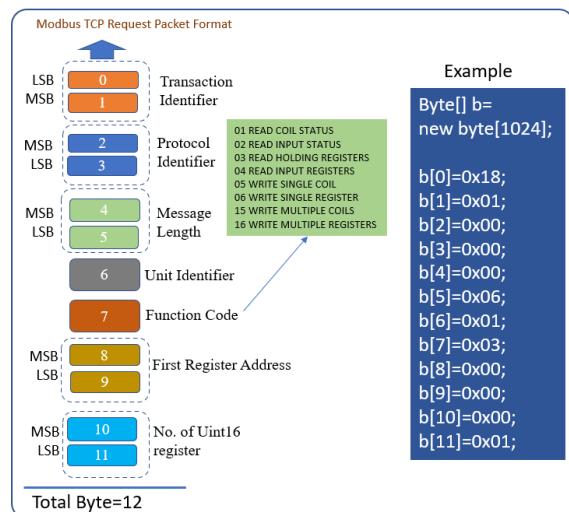 Modbus TCP Request Packet Format
LSB
0
MSB
1
Transaction
Identifier
MSB
2
LSB
3
Protocol
Identifier
MSB
4
LSB
5
Message
Length
6
Unit Identifier
7
Function Code
MSB
8
LSB
9
First Register Address
MSB
10
LSB
11
No. of Uint16
register
Total Byte=12
01 READ COIL STATUS
02 READ INPUT STATUS
03 READ HOLDING REGISTERS
04 READ INPUT REGISTERS
05 WRITE SINGLE COIL
06 WRITE SINGLE REGISTER
15 WRITE MULTIPLE COILS
16 WRITE MULTIPLE REGISTERS
Example
Byte[] b=
new byte[1024];
b[0]=0x18;
b[1]=0x01;
b[2]=0x00;
b[3]=0x00;
b[4]=0x00;
b[5]=0x06;
b[6]=0x01;
b[7]=0x03;
b[8]=0x00;
b[9]=0x00;
b[10]=0x00;
b[11]=0x01;